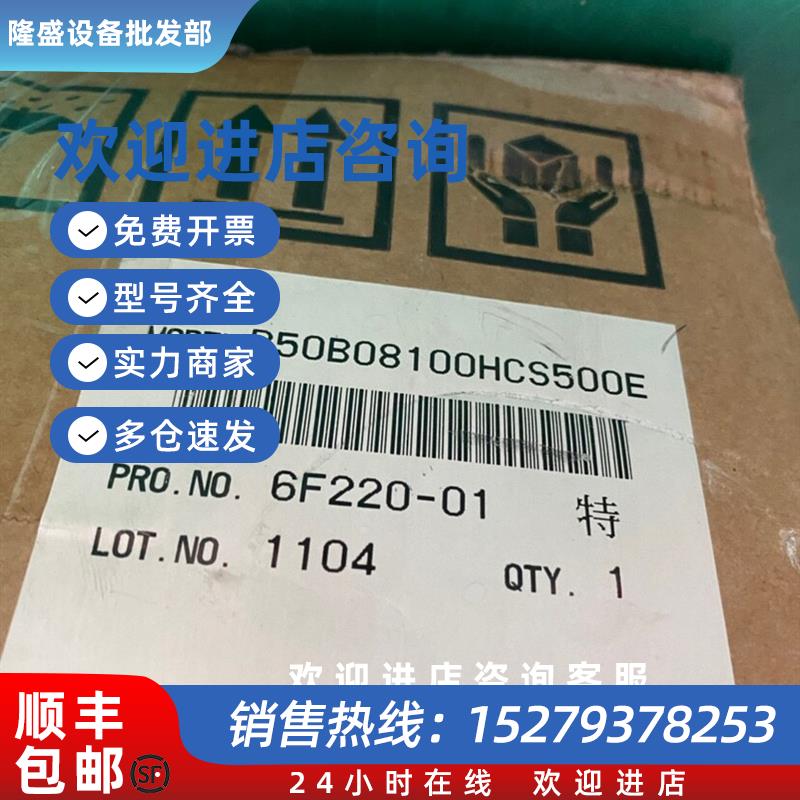 隆盛设备批发部
欢迎进店咨询
免费开票
型号齐全
实力商家
多仓速发
50B08100HCS500E
PRO.NO. 6F220-01 特
LOT.NO. 1104 QTY. 1
欢迎进店咨询客服
顺丰
包邮
SF
销售热线：15279378253
24小时在线 欢迎进店